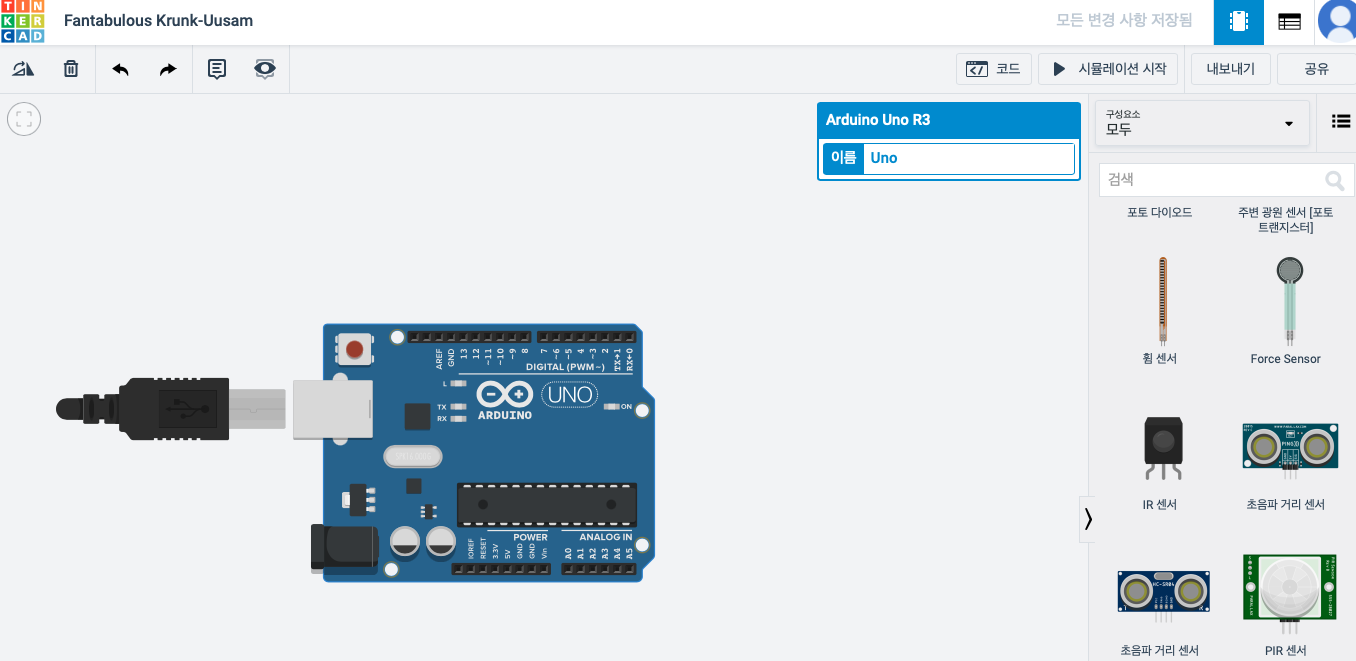 TIN
KER
CAD
Fantabulous Krunk-Uusam
모든 변경 사항 저장됨
코드
시뮬레이션 시작
내보내기
공유
Arduino Uno R3
이름 Uno
구성요소
모두
검색
포토 다이오드
주변 광원 센서 [포토
트랜지스터]
휨 센서
Force Sensor
IR 센서
초음파 거리 센서
초음파 거리 센서
PIR 센서
AREF
GND
13
12
~11
~10
~9
8
7
~6
~5
4
~3
2
TX→1
RX←0
DIGITAL (PWM~)
L
TX
RX
ARDUINO
UNO
ON
POWER
ANALOG IN
IOREF
RESET
3.3V
5V
GND
GND
Vin
A0
A1
A2
A3
A4
A5
PING)))
HC-SR04